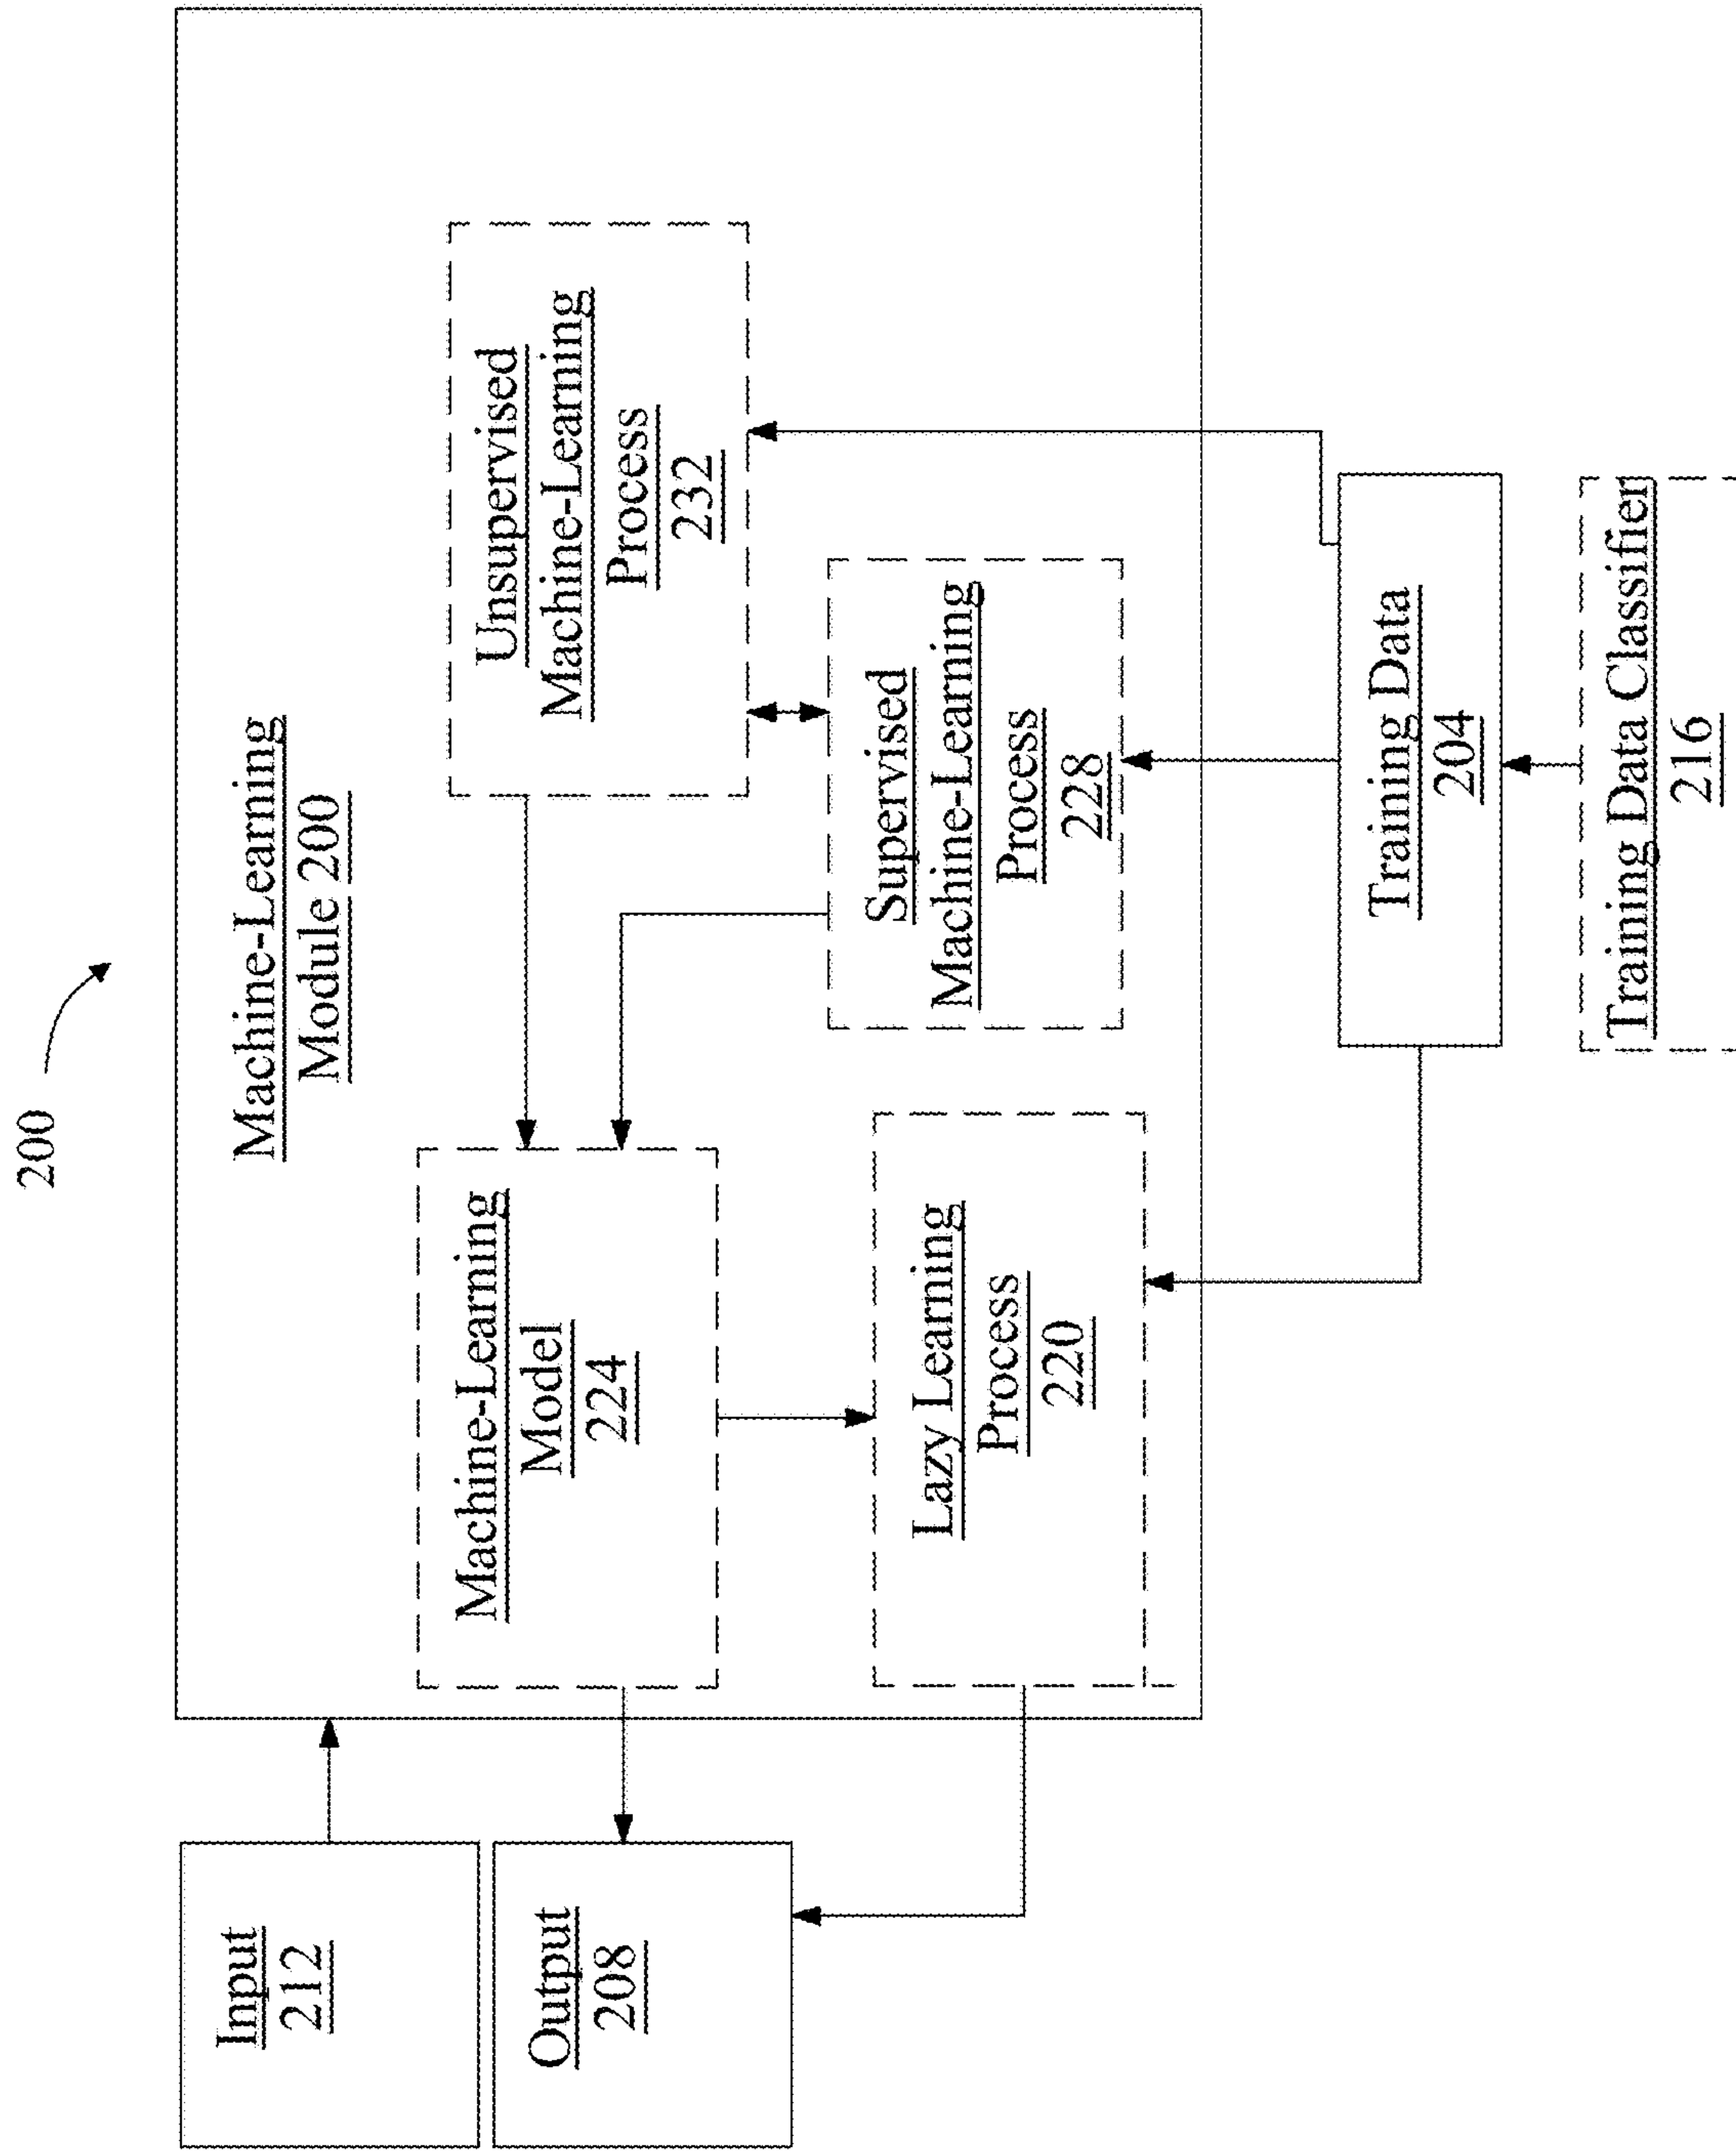 200
Machine-Learning
Module 200
Input
212
Machine-Learning
Model
224
Unsupervised
Machine-Learning
Process
232
Output
208
Lazy Learning
Process
220
Supervised
Machine-Learning
Process
228
Training Data
204
Training Data Classifier
216